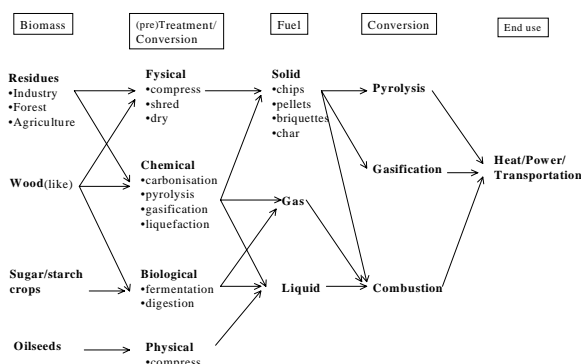 Biomass
(pre)Treatment/
Conversion
Fuel
Conversion
End use
Residues
•Industry
•Forest
•Agriculture
Wood(like)
Sugar/starch
crops
Oilseeds
Fysical
•compress
•shred
•dry
Chemical
•carbonisation
•pyrolysis
•gasification
•liquefaction
Biological
•fermentation
•digestion
Physical
•compress
Solid
•chips
•pellets
•briquettes
•char
Gas
Liquid
Pyrolysis
Gasification
Combustion
Heat/Power/
Transportation